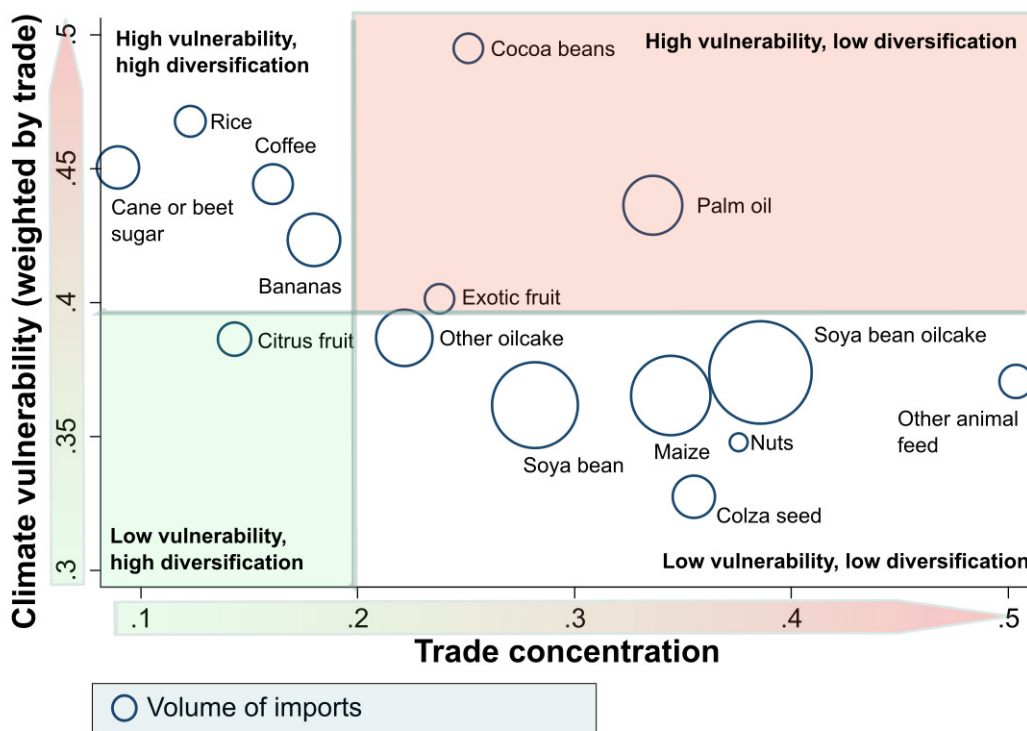 Climate vulnerability (weighted by trade)
.5
.45
.4
.35
.3
High vulnerability,
high diversification
High vulnerability, low diversification
Cocoa beans
Rice
Coffee
Cane or beet
sugar
Palm oil
Bananas
Exotic fruit
Citrus fruit
Other oilcake
Soya bean oilcake
Other animal
feed
Soya bean
Maize
Nuts
Colza seed
Low vulnerability,
high diversification
Low vulnerability, low diversification
.1
.2
.3
.4
.5
Trade concentration
Volume of imports